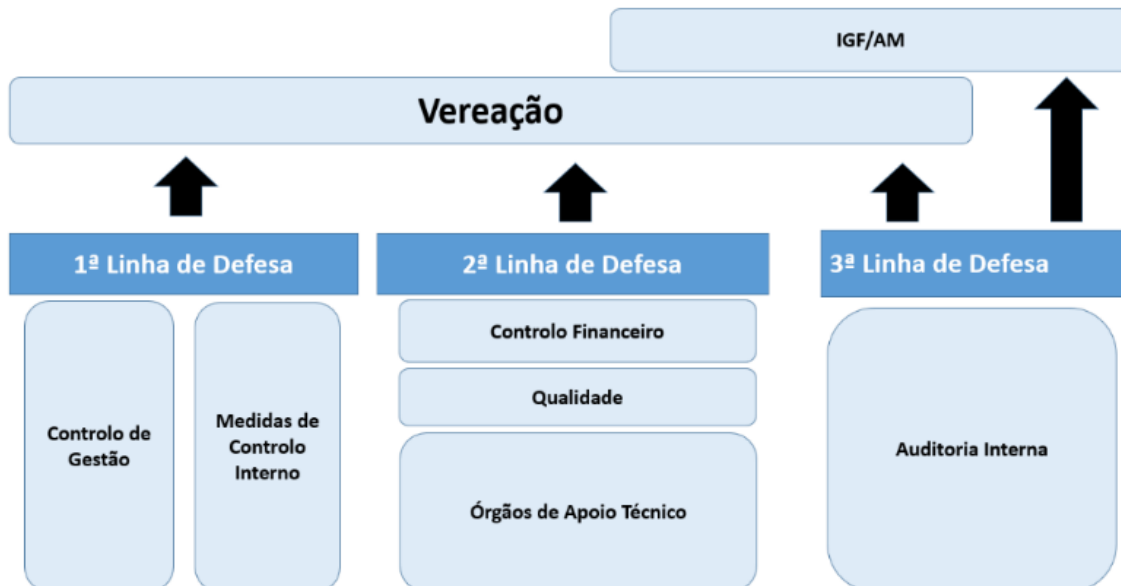 IGF/AM
Vereação
1ª Linha de Defesa
2ª Linha de Defesa
3ª Linha de Defesa
Controlo de
Gestão
Medidas de
Controlo
Interno
Controlo Financeiro
Qualidade
Órgãos de Apoio Técnico
Auditoria Interna